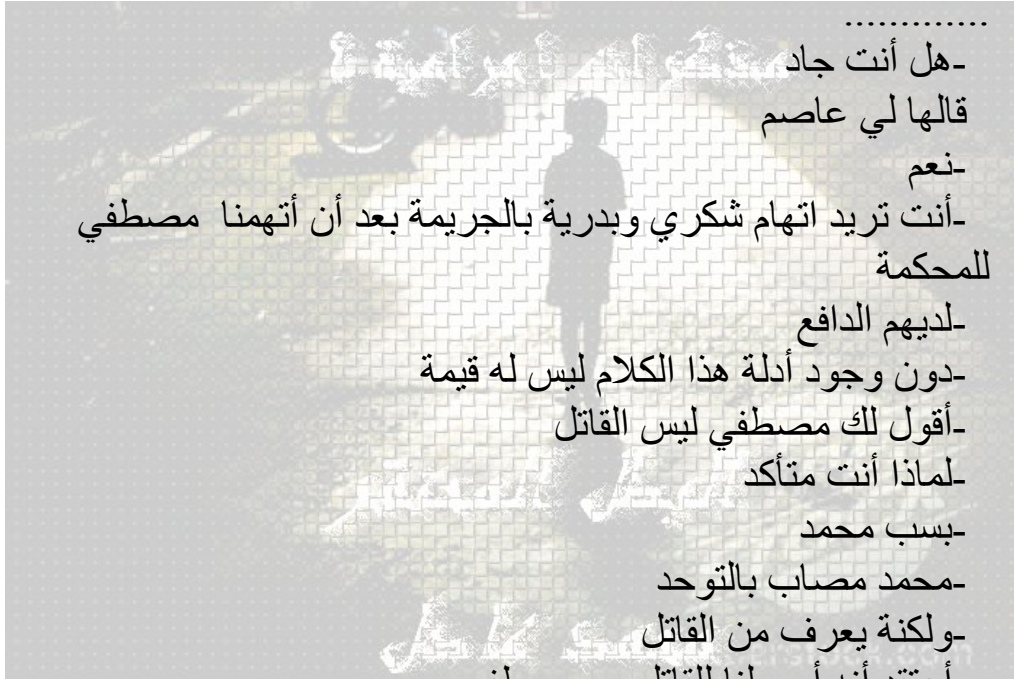 .............
-هل أنت جاد
قالها لي عاصم
-نعم
-أنت تريد اتهام شكري وبدرية بالجريمة بعد أن أتهمنا مصطفي
للمحكمة
-لديهم الدافع
-دون وجود أدلة هذا الكلام ليس له قيمة
-أقول لك مصطفي ليس القاتل
-لماذا أنت متأكد
-بسب محمد
-محمد مصاب بالتوحد
-ولكنة يعرف من القاتل